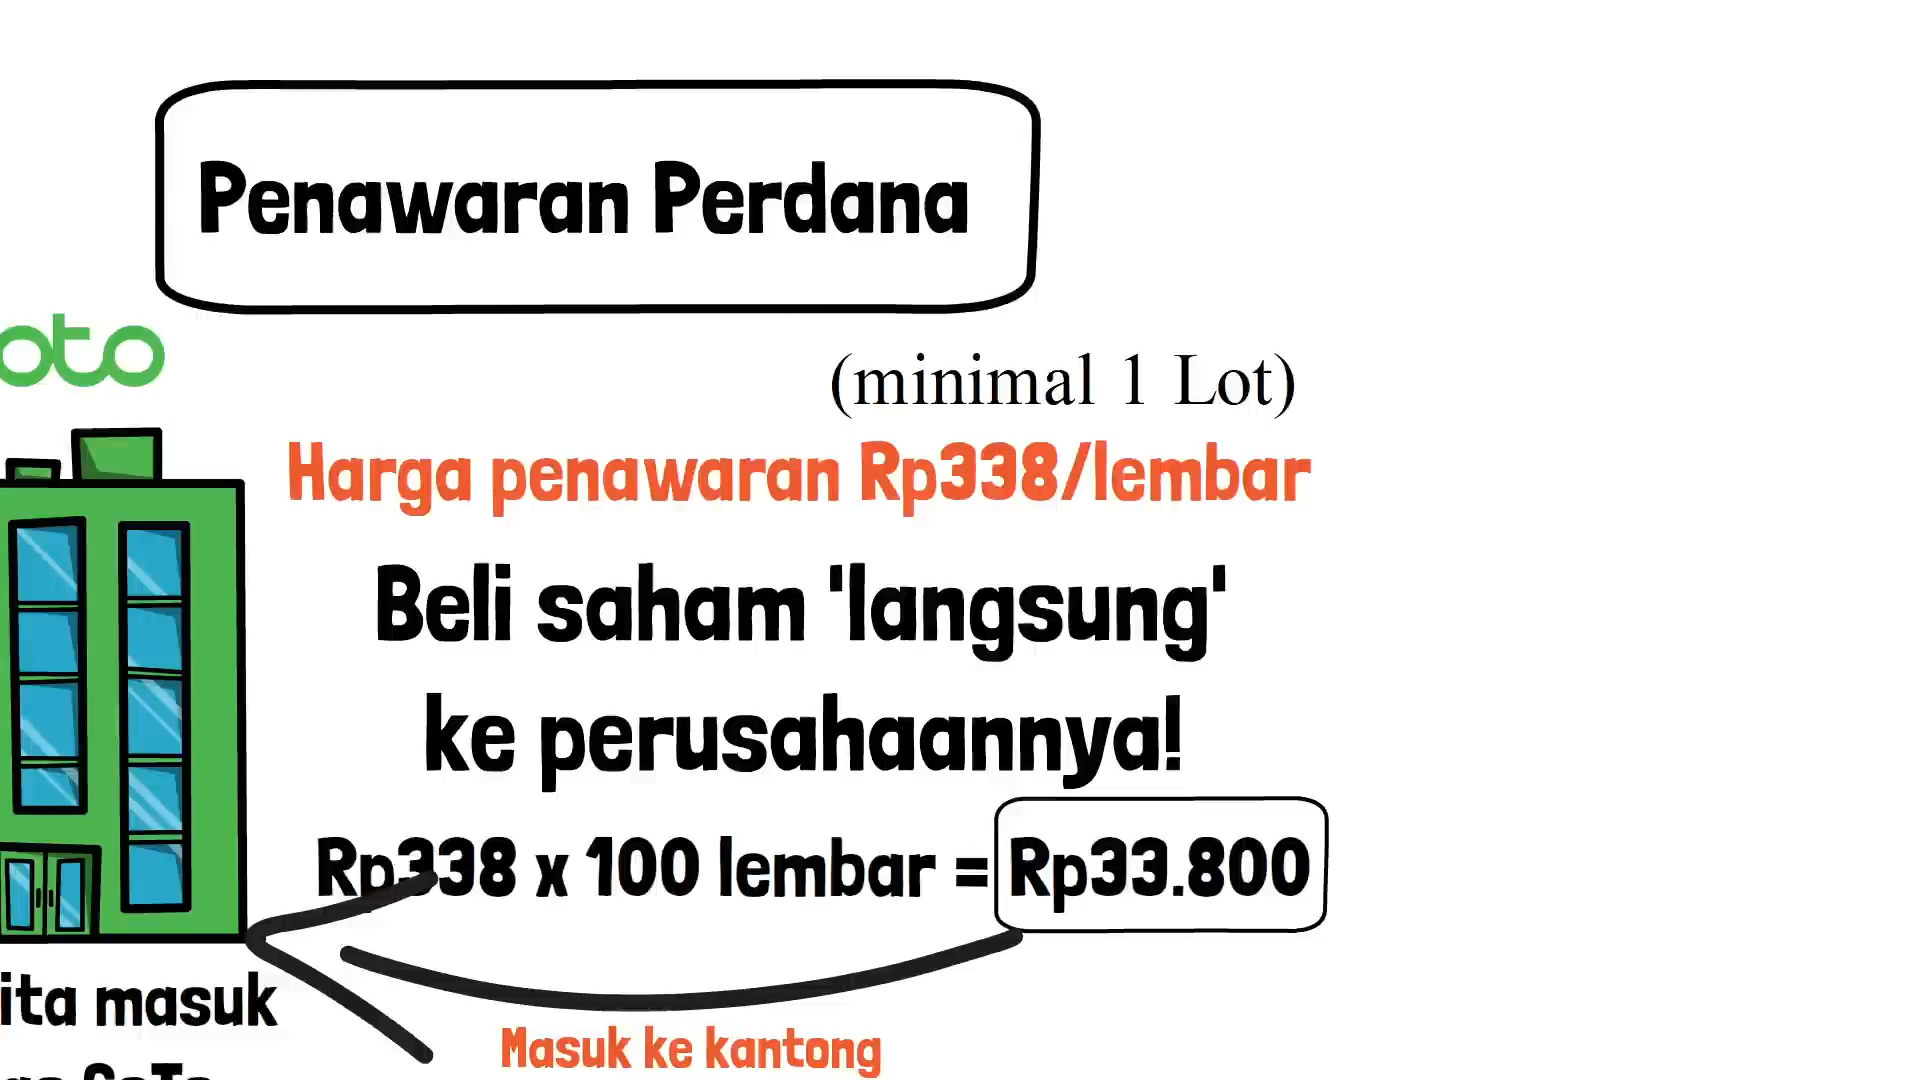 Penawaran Perdana
oto
(minimal 1 Lot)
Harga penawaran Rp338/lembar
Beli saham 'langsung'
ke perusahaannya!
Rp338 x 100 lembar = Rp33.800
ita masuk
Masuk ke kantong
GoTo